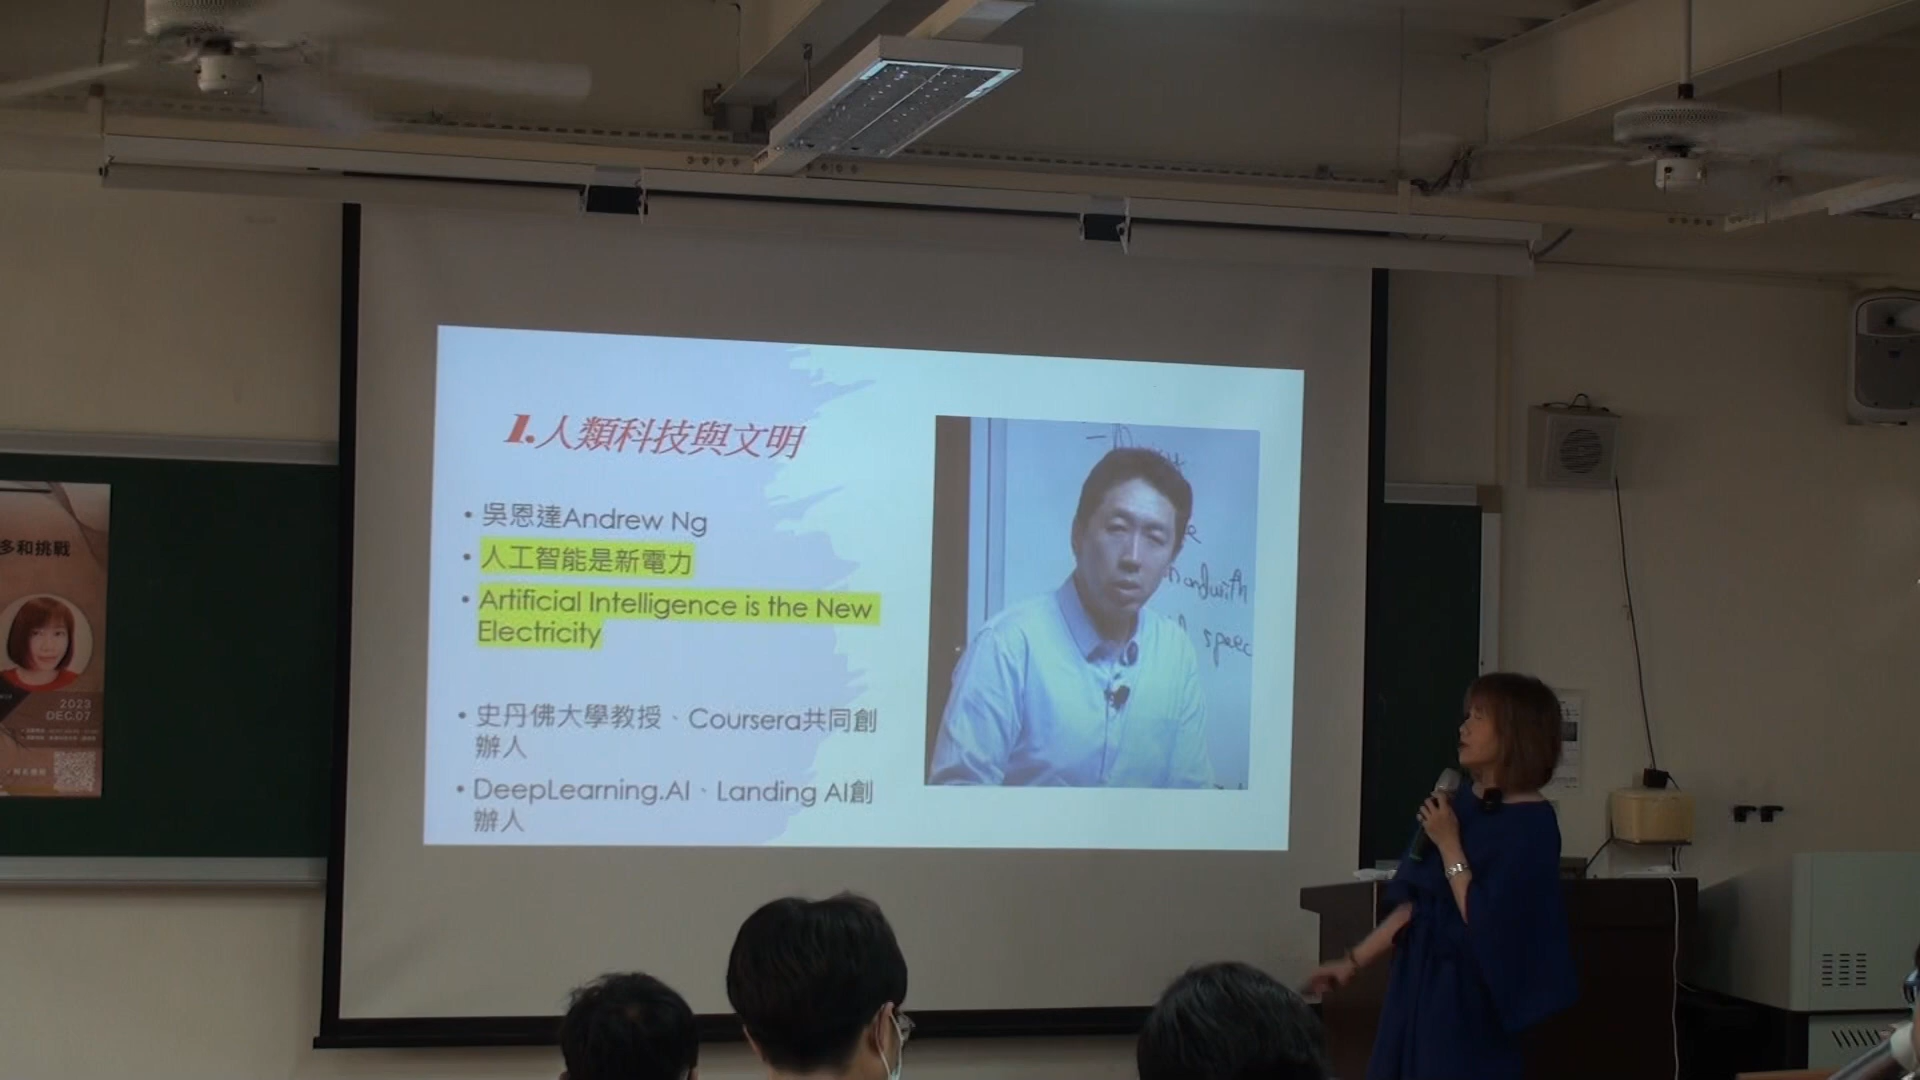 1.人類科技與文明
• 吳恩達Andrew Ng
• 人工智能是新電力
• Artificial Intelligence is the New
Electricity
• 史丹佛大學教授、Coursera共同創
辦人
• DeepLearning.AI、Landing AI創
辦人
多和挑戰
2023
DEC.07